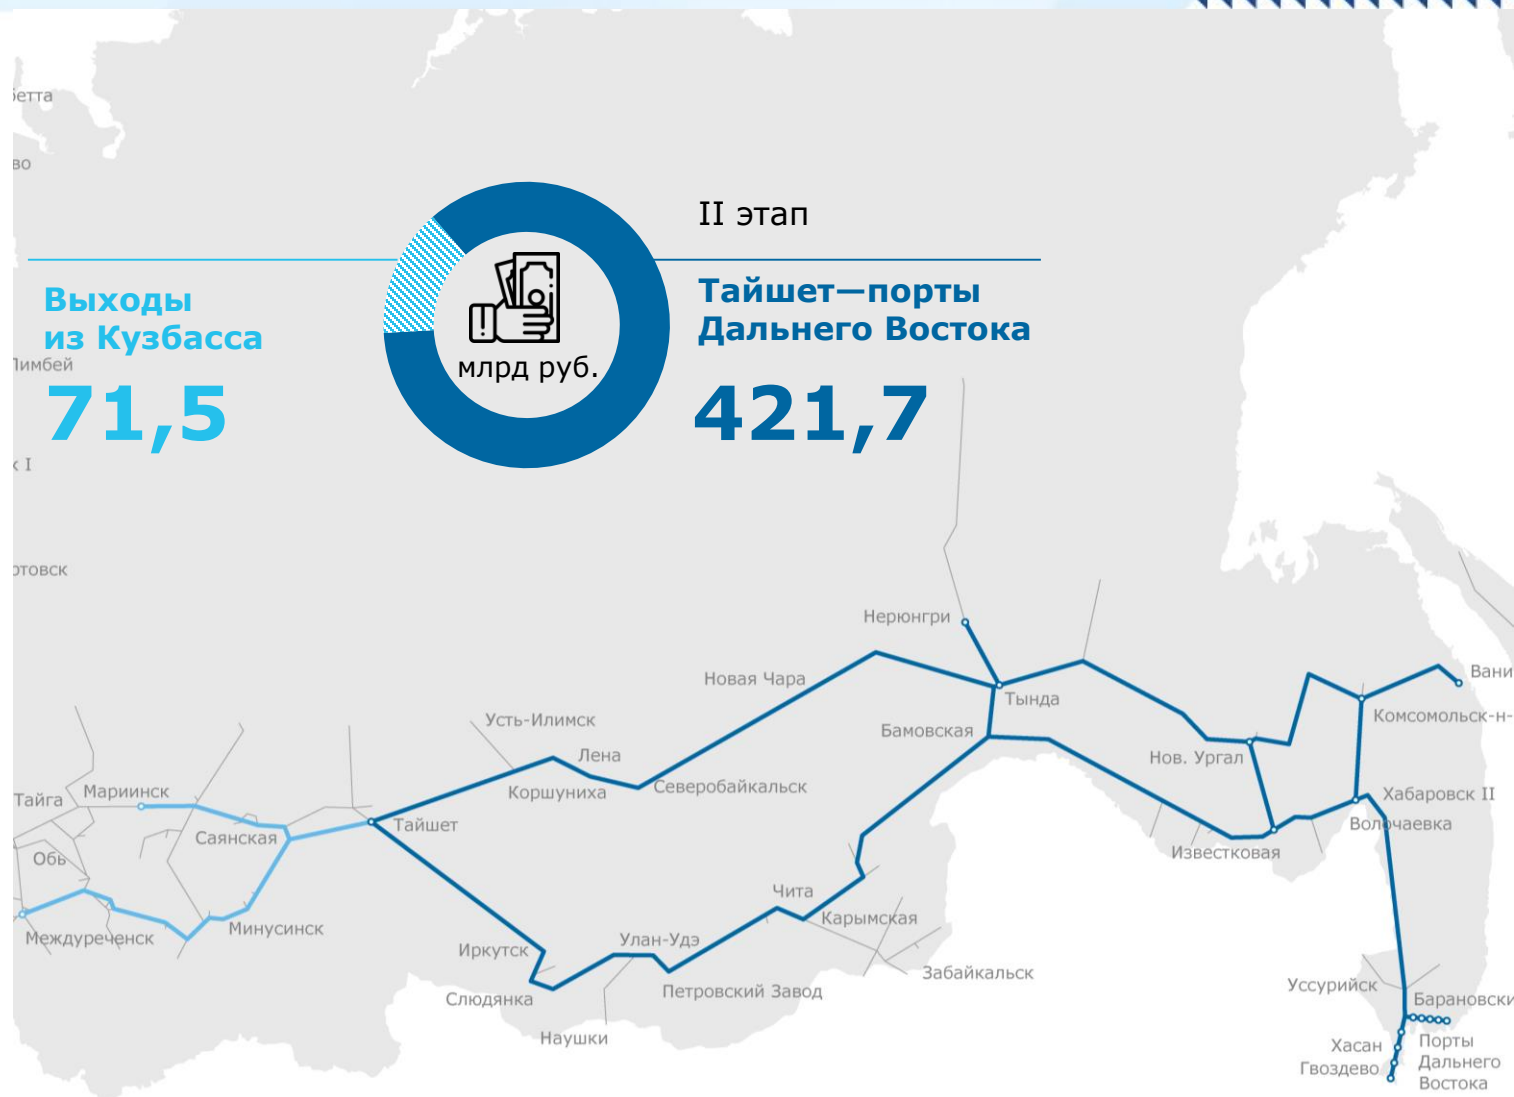 II этап
Выходы
из Кузбасса
71,5
млрд руб.
Тайшет—порты
Дальнего Востока
421,7
Нерюнгри
Новая Чара
Тында
Бамовская
Усть-Илимск
Лена
Коршуниха
Северобайкальск
Нов. Ургал
Вани
Комсомольск-н-
Хабаровск II
Волочаевка
Известковая
Тайга
Мариинск
Саянская
Тайшет
Обь
Междуреченск
Минусинск
Чита
Карымская
Забайкальск
Иркутск
Улан-Удэ
Слюдянка
Петровский Завод
Наушки
Уссурийск
Барановски
Хасан
Гвоздево
Порты
Дальнего
Востока
во
к I
товск